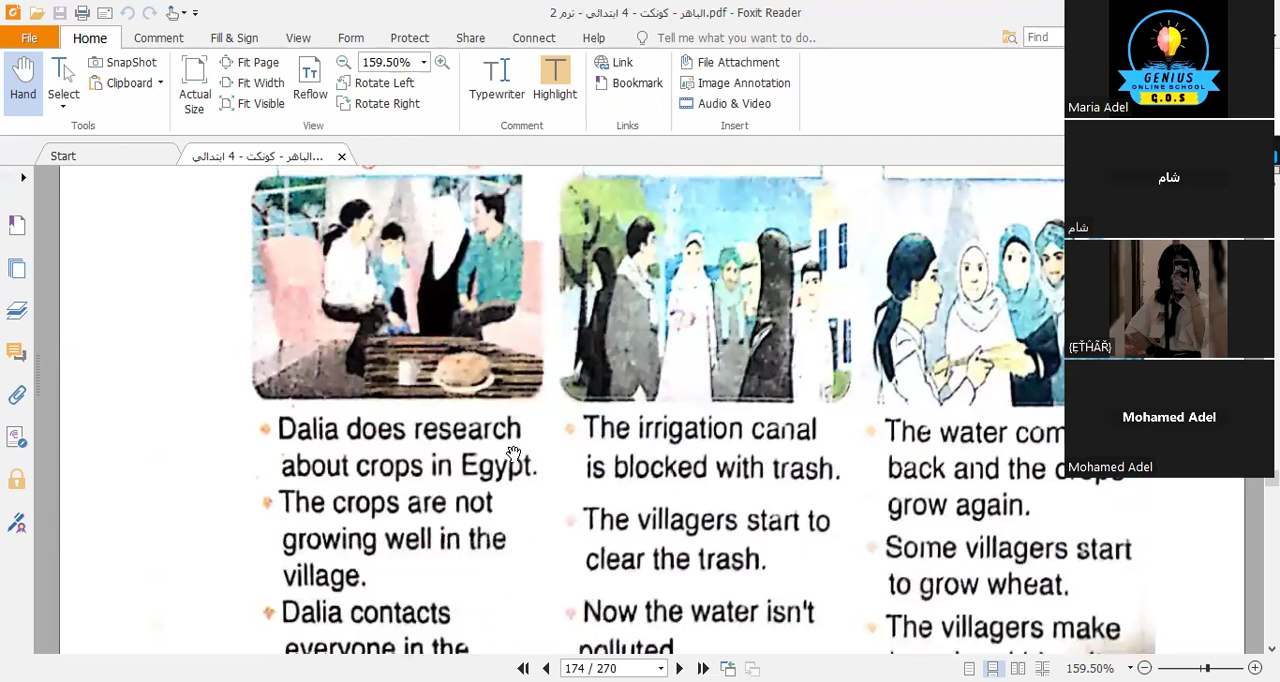 الباهر - كونكت - 4 ابتدائي - ترم 2.pdf - Foxit Reader
File
Home
Comment
Fill & Sign
View
Form
Protect
Share
Connect
Help
Tell me what you want to do..
Find
Hand
Select
SnapShot
Clipboard
Tools
Actual
Size
Fit Page
Fit Width
Fit Visible
Reflow
159.50%
Rotate Left
Rotate Right
View
Typewriter
Highlight
Comment
Link
Bookmark
Links
File Attachment
Image Annotation
Audio & Video
Insert
Start
الباهر - كونكت - 4 ابتدائي...
Dalia does research
about crops in Egypt.
The crops are not
growing well in the
village.
Dalia contacts
everyone in the
The irrigation canal
is blocked with trash.
The villagers start to
clear the trash.
Now the water isn't
polluted
The water com
back and the crops
grow again.
Some villagers start
to grow wheat.
The villagers make
174 / 270
159.50%
GENIUS
ONLINE SCHOOL
G.O.S
Maria Adel
شام
شام
{ĘŤĤÂŘ}
Mohamed Adel
Mohamed Adel